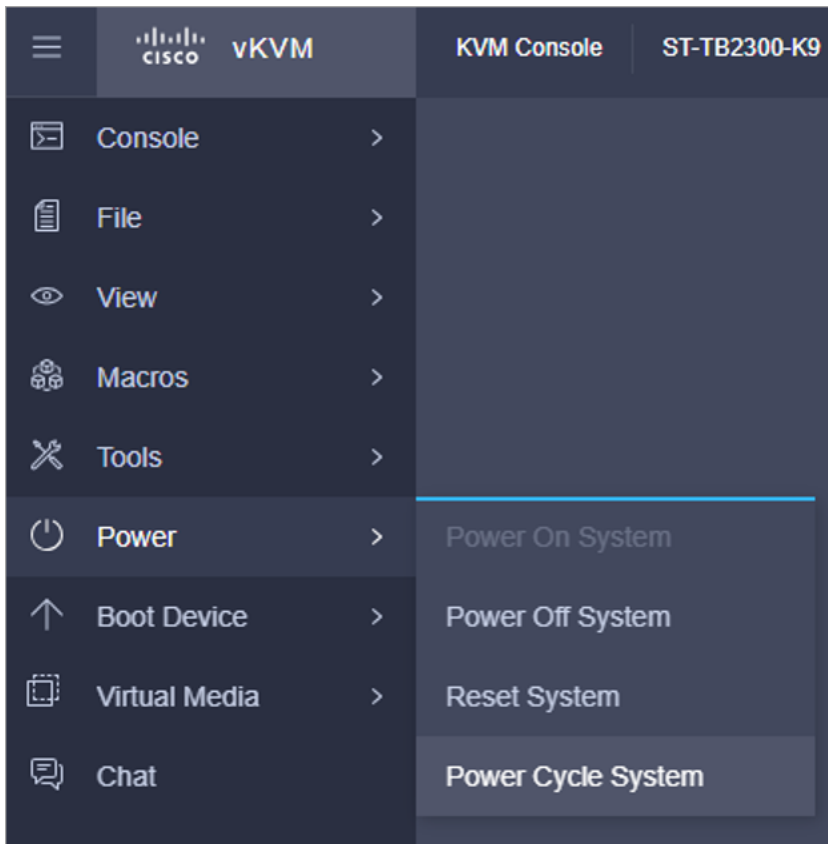 cisco vKVM KVM Console ST-TB2300-K9
Console
File
View
Macros
Tools
Power
Power On System
Boot Device
Power Off System
Virtual Media
Reset System
Chat
Power Cycle System